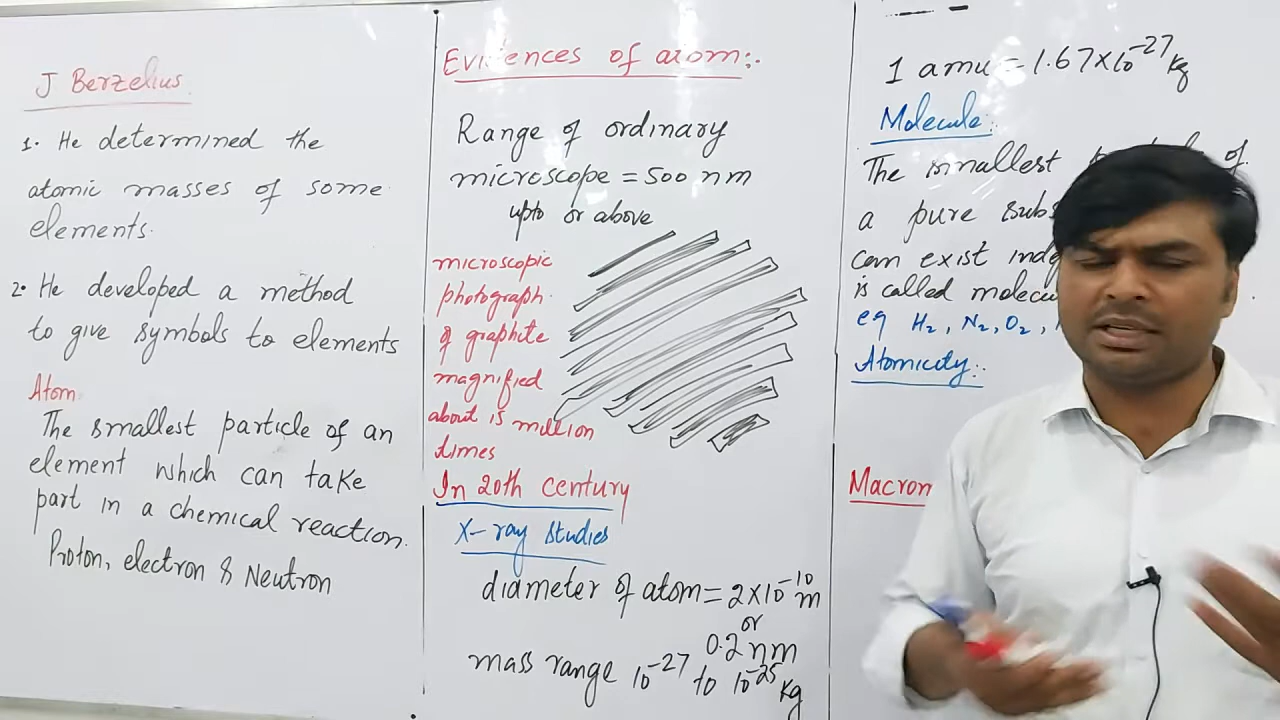 J Berzelius.
1. He determined the
atomic masses of some
elements.
2. He developed a method
to give symbols to elements
Atom
The smallest particle of an
element which can take
part in a chemical reaction.
Proton, electron & Neutron
Evidences of atom:.
Range of ordinary
microscope = 500 nm
upto or above
microscopic
photograph
of graphite
magnified
about 15 million
times
In 20th century
X-ray studies
diameter of atom = 2×10⁻¹⁰ m
or
0.2 nm
mass range 10⁻²⁷ to 10⁻²⁵ kg
1 amu = 1.67×10⁻²⁷ kg
Molecule:.
The smallest of
a pure subs
can exist inde
is called molecu
eg H₂, N₂, O₂,
Atomicity:.
Macrom